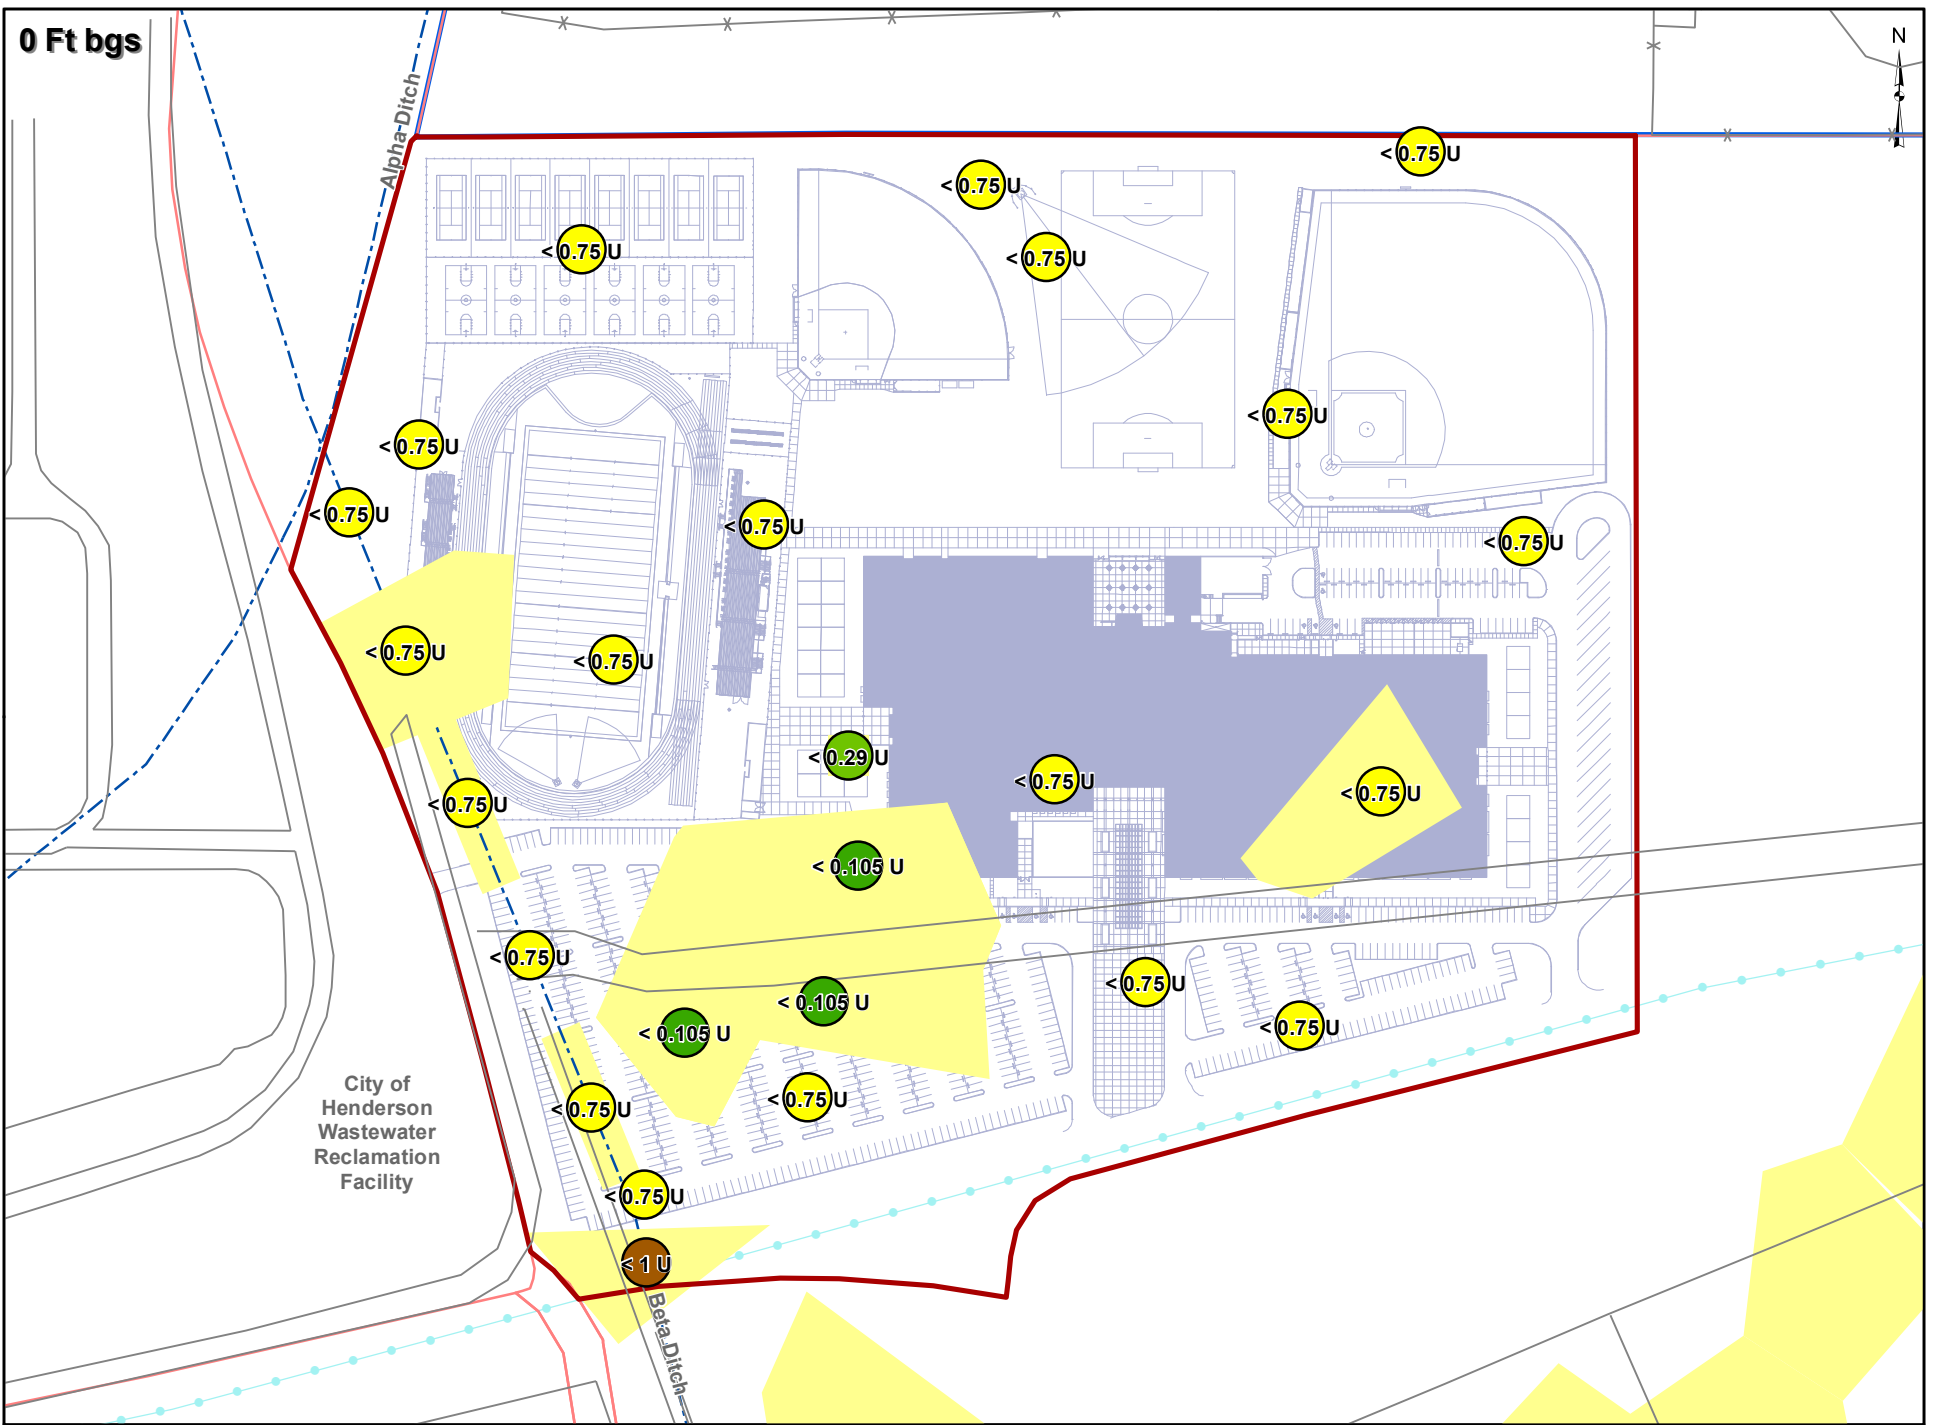 0 Ft bgs
N
Alpha Ditch
< 0.75 U
< 0.75 U
< 0.75 U
< 0.75 U
< 0.75 U
< 0.75 U
< 0.75 U
< 0.75 U
< 0.75 U
< 0.75 U
< 0.75 U
< 0.75 U
< 0.29 U
< 0.75 U
< 0.75 U
< 0.75 U
< 0.105 U
< 0.75 U
< 0.75 U
< 0.105 U
< 0.105 U
< 0.75 U
< 0.75 U
< 0.75 U
< 0.75 U
< 1 U
City of
Henderson
Wastewater
Reclamation
Facility
Beta Ditch